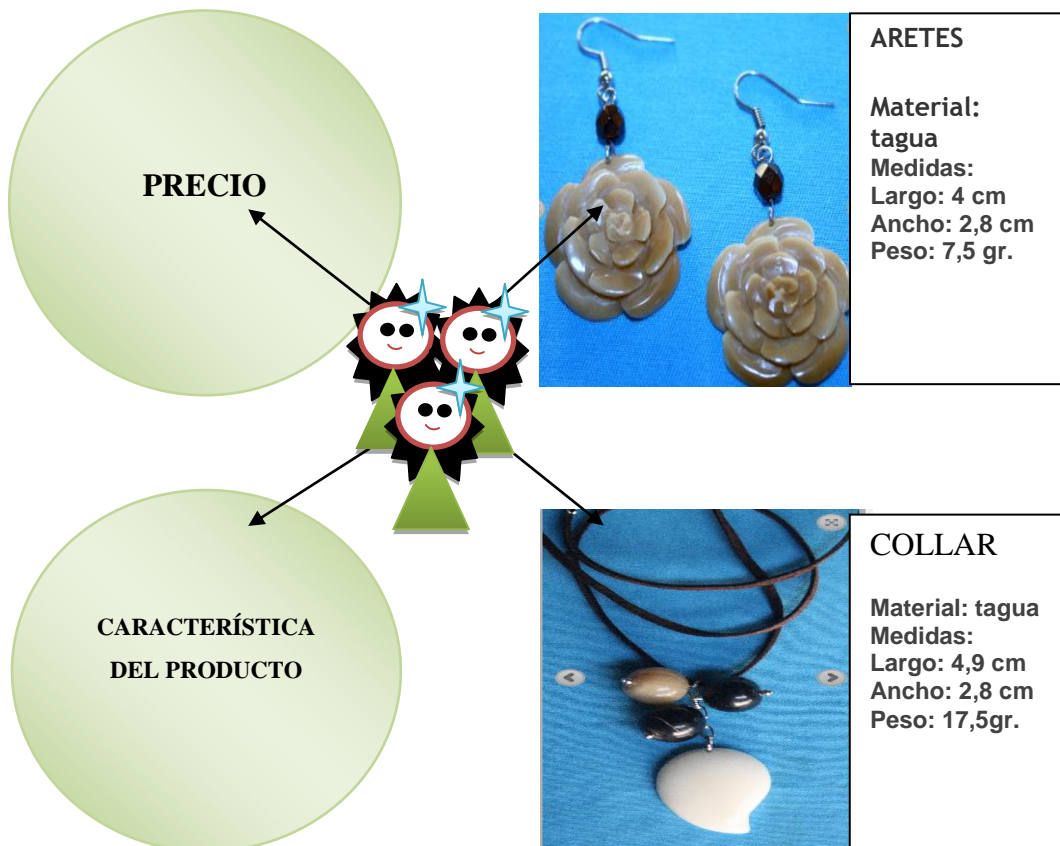 PRECIO
ARETES
Material:
tagua
Medidas:
Largo: 4 cm
Ancho: 2,8 cm
Peso: 7,5 gr.
CARACTERÍSTICA
DEL PRODUCTO
COLLAR
Material: tagua
Medidas:
Largo: 4,9 cm
Ancho: 2,8 cm
Peso: 17,5gr.